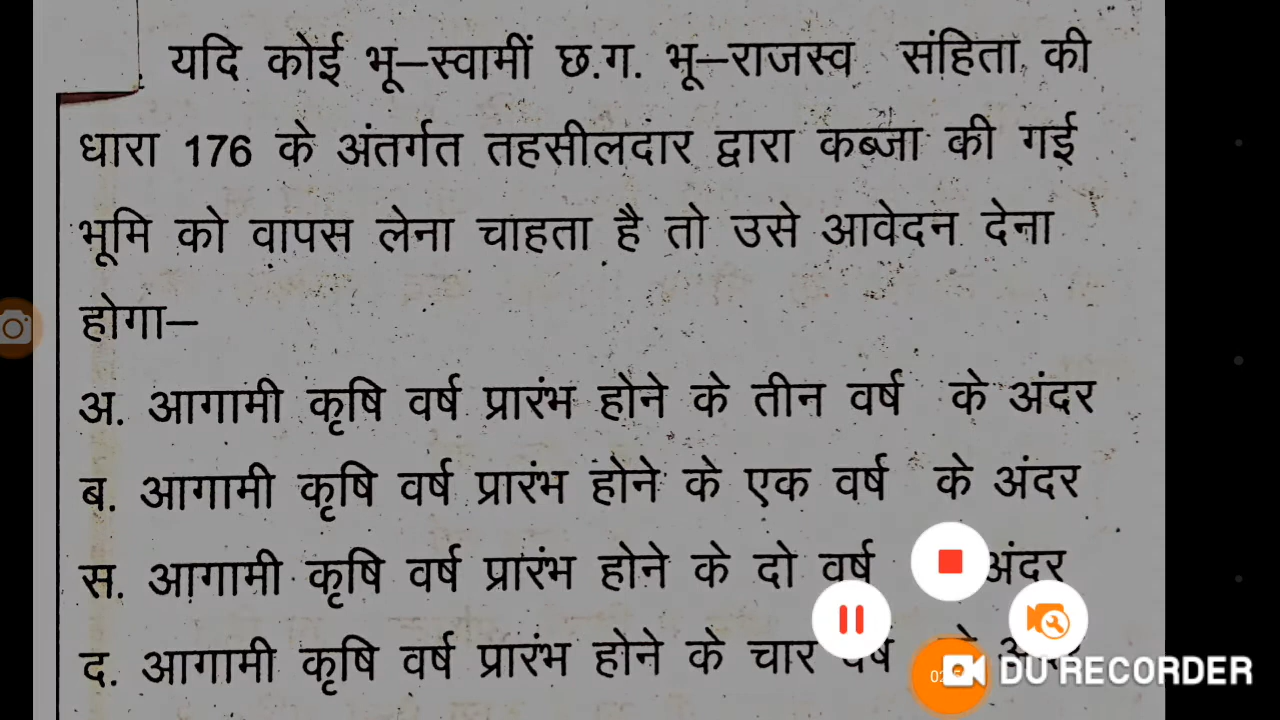 यदि कोई भू–स्वामीं छ.ग. भू–राजस्व संहिता की
धारा 176 के अंतर्गत तहसीलदार द्वारा कब्जा की गई
भूमि को वापस लेना चाहता है तो उसे आवेदन देना
होगा–
अ. आगामी कृषि वर्ष प्रारंभ होने के तीन वर्ष के अंदर
ब. आगामी कृषि वर्ष प्रारंभ होने के एक वर्ष के अंदर
स. आगामी कृषि वर्ष प्रारंभ होने के दो वर्ष अंदर
द. आगामी कृषि वर्ष प्रारंभ होने के चार वर्ष
DU RECORDER